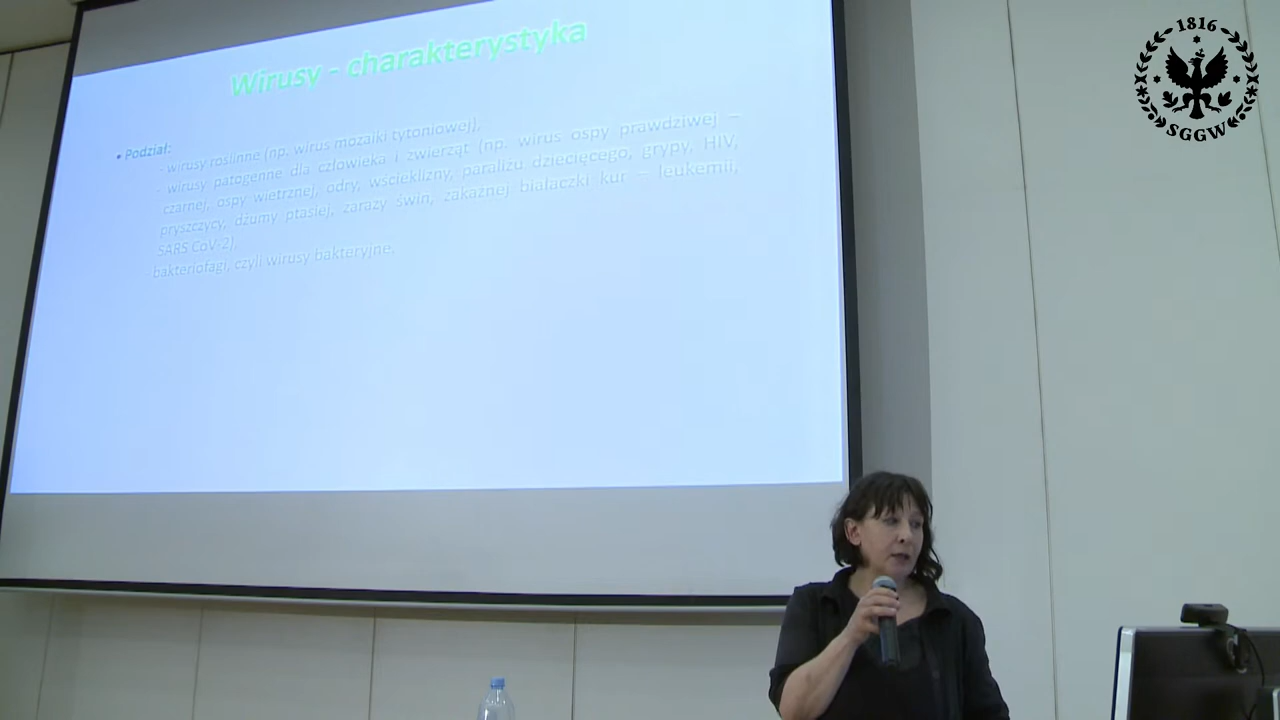 1816
SGGW
Wirusy - charakterystyka
• Podział:
- wirusy roślinne (np. wirus mozaiki tytoniowej),
- wirusy patogenne dla człowieka i zwierząt (np. wirus ospy prawdziwej –
czarnej, ospy wietrznej, odry, wścieklizny, paraliżu dziecięcego, grypy, HIV,
pryszczycy, dżumy ptasiej, zarazy świn, zakaźnej białaczki kur – leukemii,
SARS CoV-2),
bakteriofagi, czyli wirusy bakteryjne.